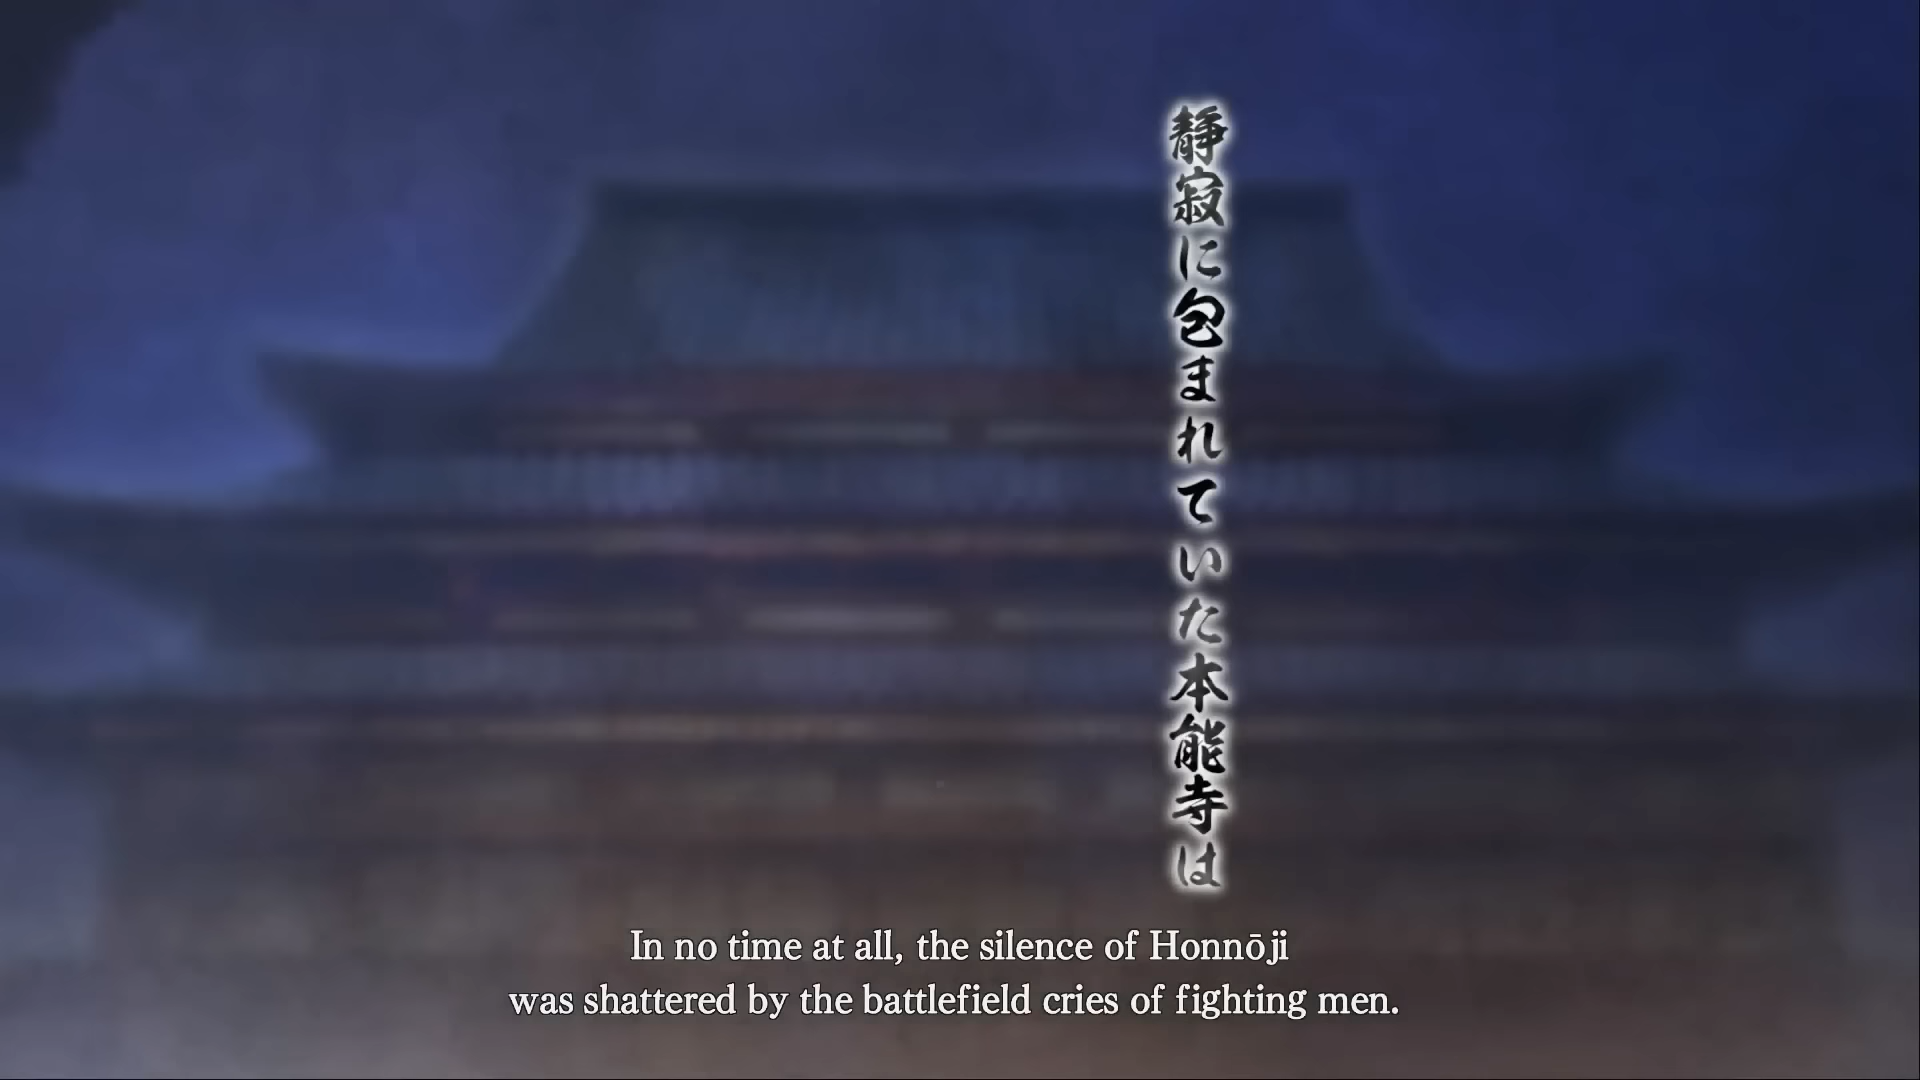 静寂に包まれていた本能寺は
In no time at all, the silence of Honnōji
was shattered by the battlefield cries of fighting men.